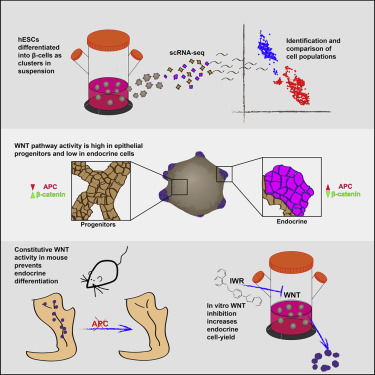 hESCs
differentiated
into β-cells as
clusters in
suspension
scRNA-seq
Identification and
comparison of
cell populations
WNT pathway activity is high in epithelial
progenitors and low in endocrine cells
APC
β-catenin
Progenitors
APC
β-catenin
Endocrine
Constitutive WNT
activity in mouse
prevents
endocrine
differentiation
APC
IWR
WNT
In vitro WNT
inhibition
increases
endocrine
cell-yield